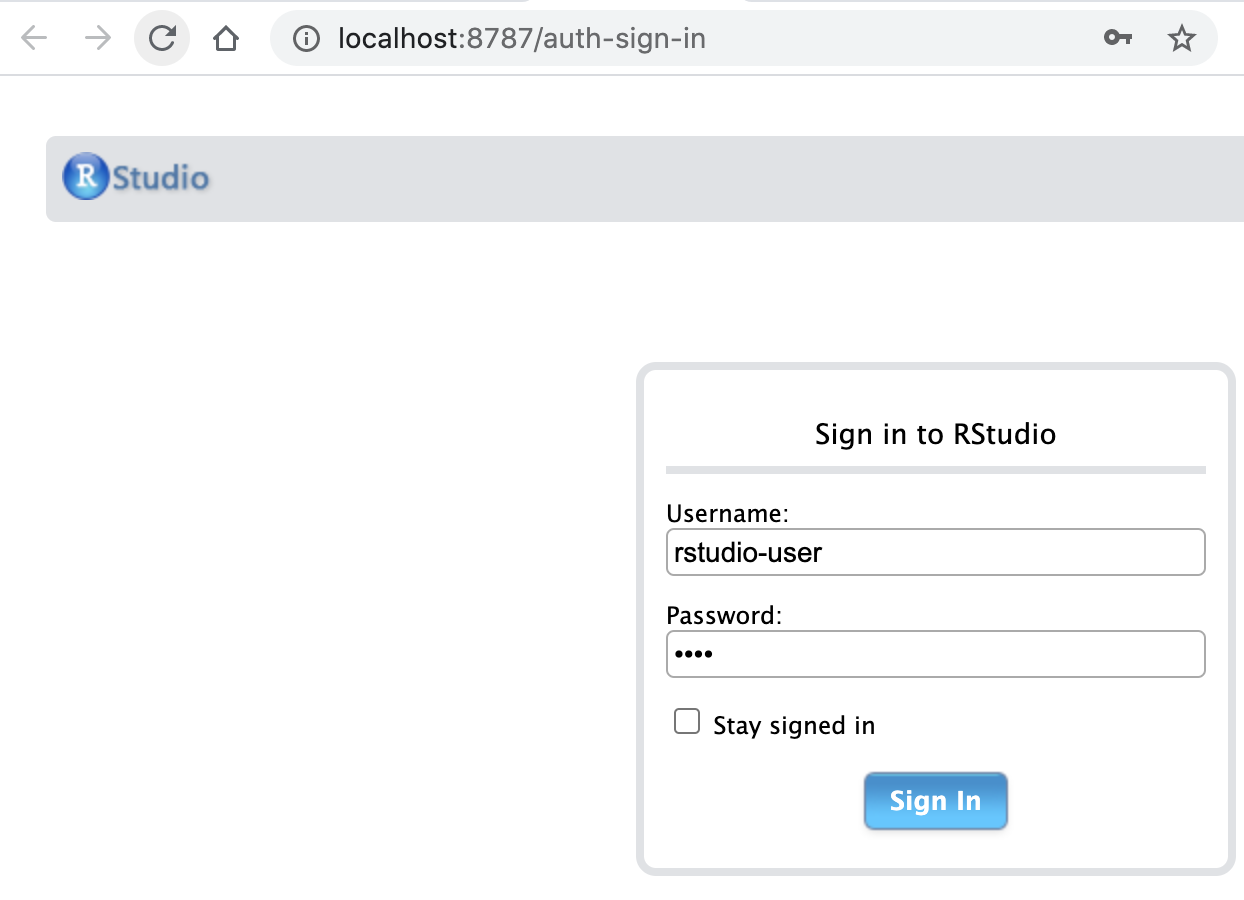 localhost:8787/auth-sign-in
R Studio
Sign in to RStudio
Username:
rstudio-user
Password:
••••
Stay signed in
Sign In